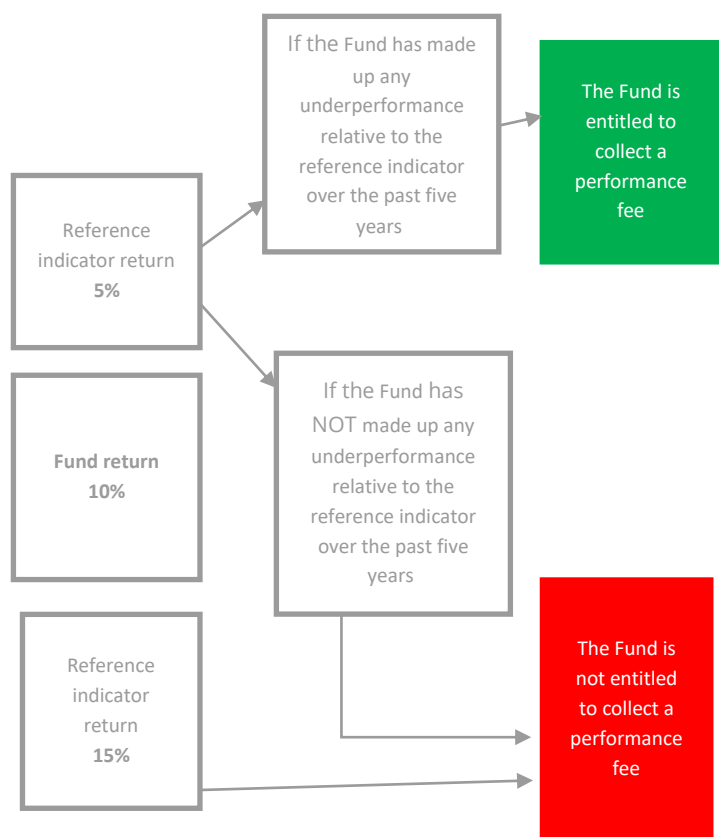 If the Fund has made
up any
underperformance
relative to the
reference indicator
over the past five
years
The Fund is
entitled to
collect a
performance
fee
Reference
indicator return
5%
If the Fund has
NOT made up any
underperformance
relative to the
reference indicator
over the past five
years
Fund return
10%
Reference
indicator
return
15%
The Fund is
not entitled
to collect a
performance
fee